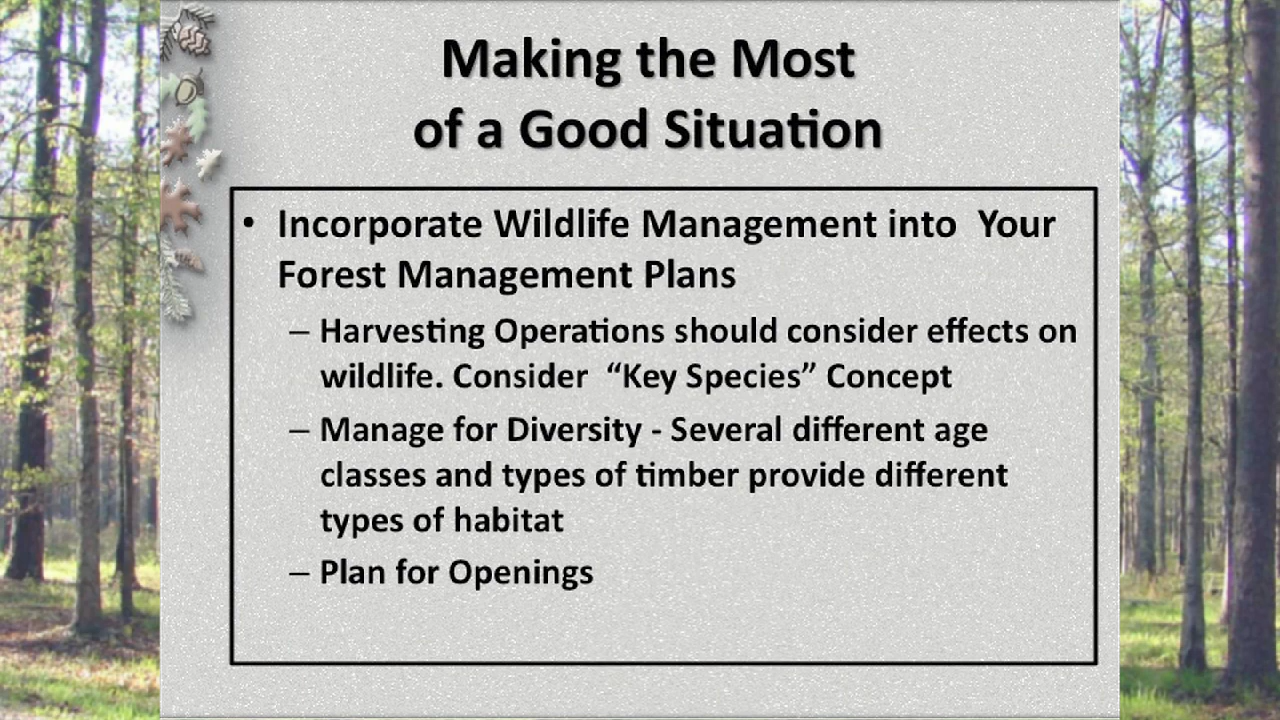 Making the Most
of a Good Situation
• Incorporate Wildlife Management into  Your
Forest Management Plans
– Harvesting Operations should consider effects on
wildlife. Consider  “Key Species” Concept
– Manage for Diversity - Several different age
classes and types of timber provide different
types of habitat
– Plan for Openings